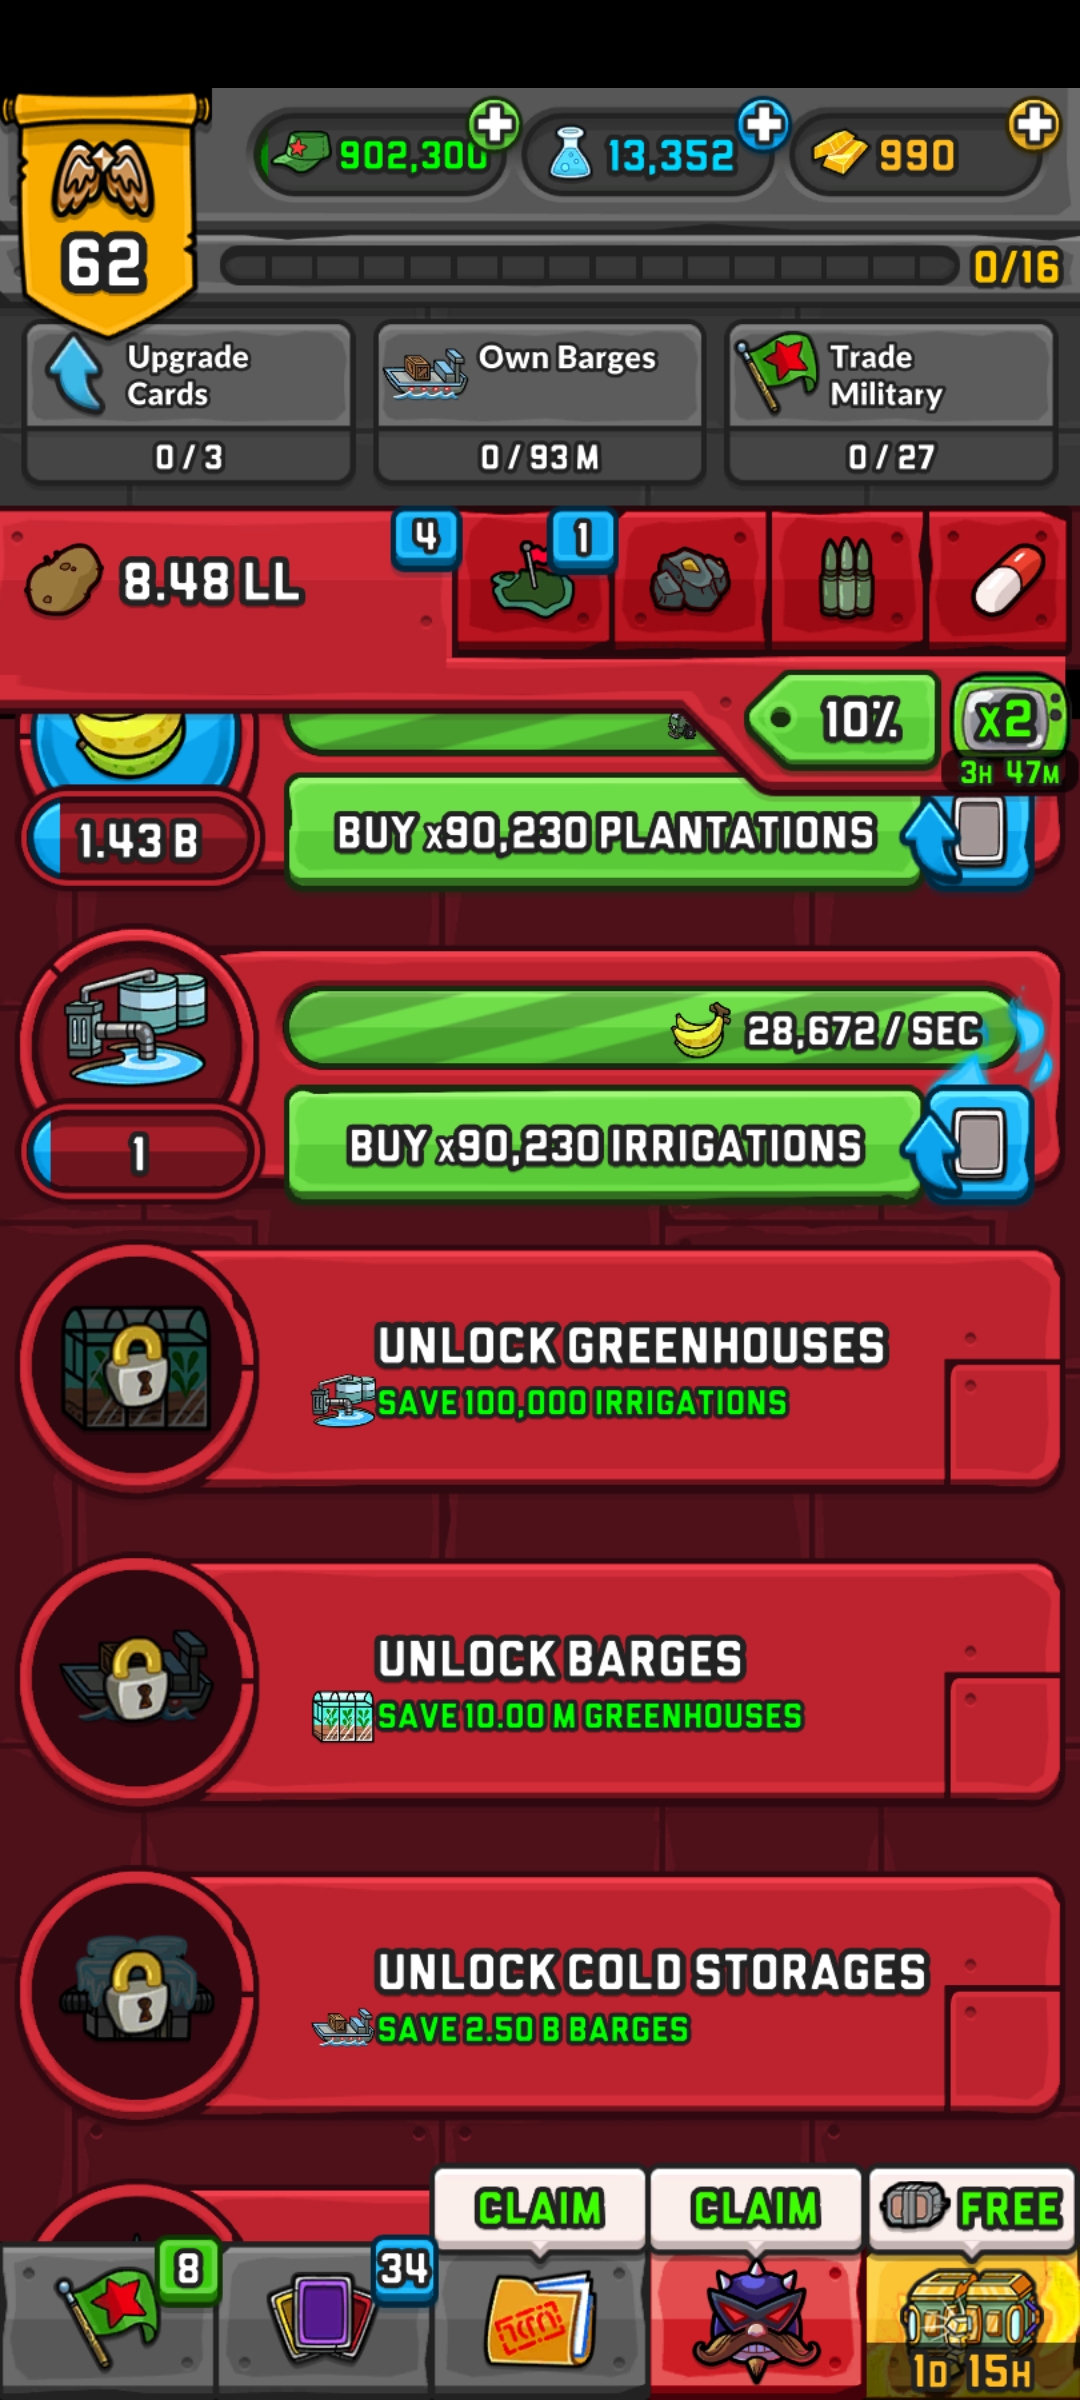 902,300
13,352
990
62
0/16
Upgrade
Cards
0 / 3
Own Barges
0 / 93 M
Trade
Military
0 / 27
8.48 LL
4
1
10%
x2
3H 47M
1.43 B
BUY x90,230 PLANTATIONS
28,672 / SEC
1
BUY x90,230 IRRIGATIONS
UNLOCK GREENHOUSES
SAVE 100,000 IRRIGATIONS
UNLOCK BARGES
SAVE 10.00 M GREENHOUSES
UNLOCK COLD STORAGES
SAVE 2.50 B BARGES
CLAIM
CLAIM
FREE
8
34
1D 15H